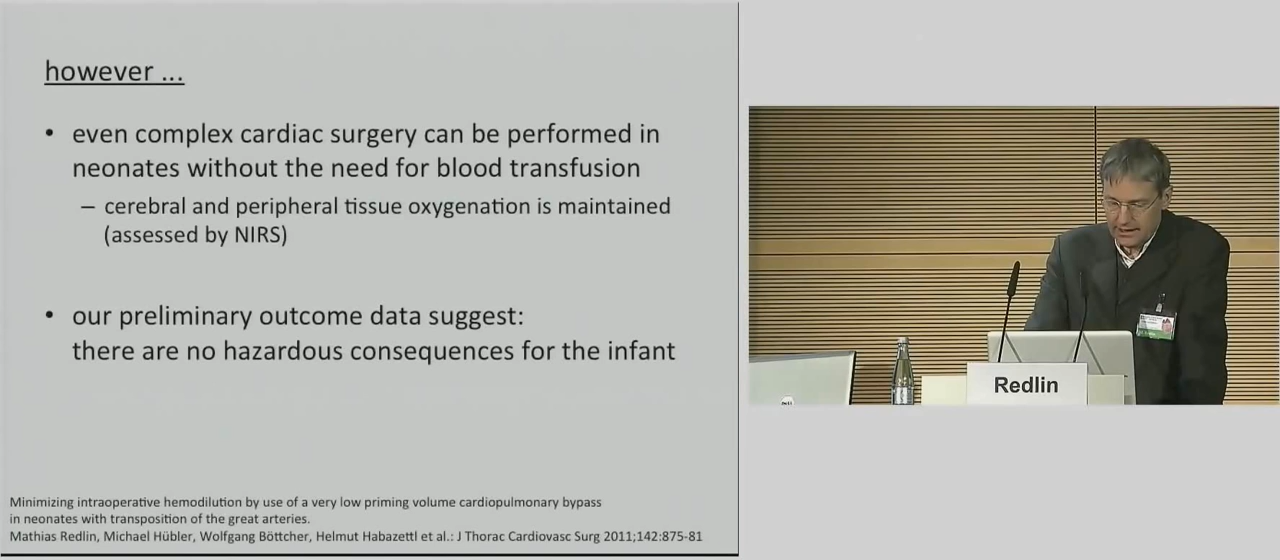 however ...
• even complex cardiac surgery can be performed in
neonates without the need for blood transfusion
– cerebral and peripheral tissue oxygenation is maintained
(assessed by NIRS)
• our preliminary outcome data suggest:
there are no hazardous consequences for the infant
Minimizing intraoperative hemodilution by use of a very low priming volume cardiopulmonary bypass
in neonates with transposition of the great arteries.
Mathias Redlin, Michael Hübler, Wolfgang Böttcher, Helmut Habazettl et al.: J Thorac Cardiovasc Surg 2011;142:875-81
Redlin